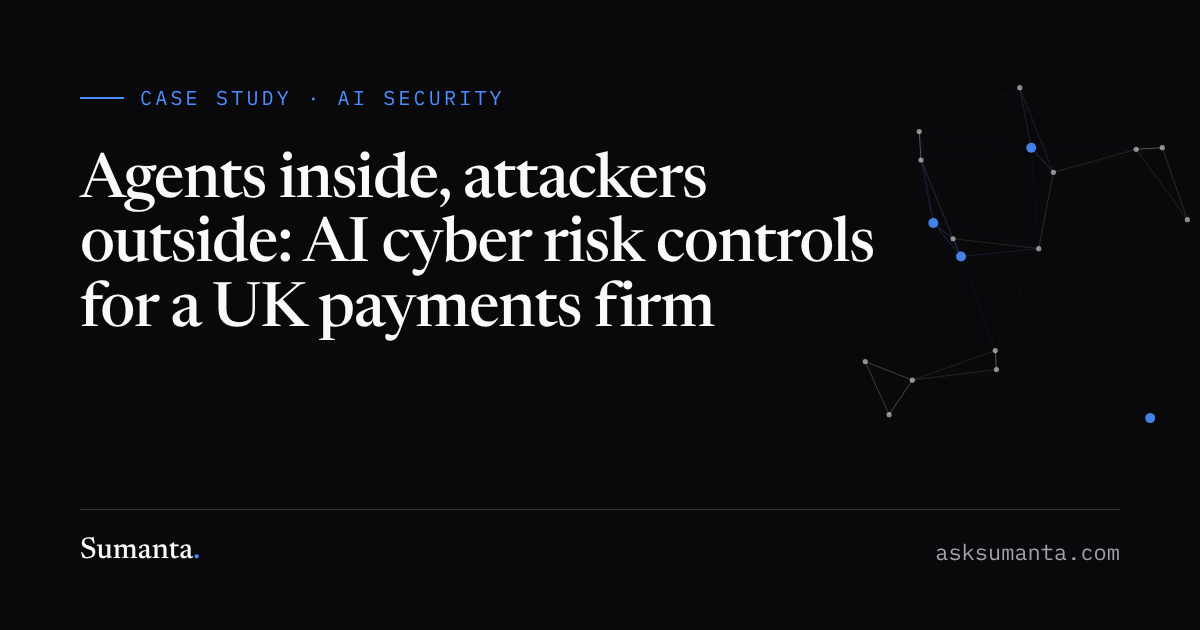 CASE STUDY · AI SECURITY
Agents inside, attackers
outside: AI cyber risk controls
for a UK payments firm
Sumanta.
asksumanta.com